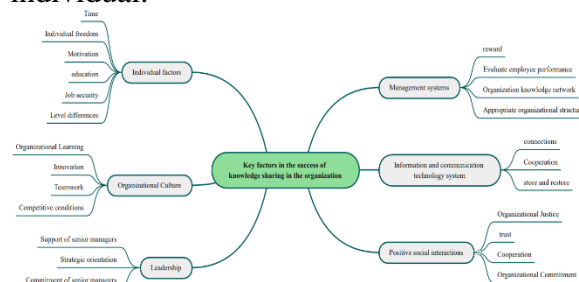 individual.
Time
Individual freedom
Motivation
education
Job security
Level differences
Individual factors
Organizational Learning
Innovation
Teamwork
Competitive conditions
Organizational Culture
Support of senior managers
Strategic orientation
Commitment of senior managers
Leadership
Key factors in the success of
knowledge sharing in the organization
reward
Evaluate employee performance
Organization knowledge network
Appropriate organizational structu
Management systems
connections
Cooperation
store and restore
Information and communication
technology system
Organizational Justice
trust
Cooperation
Organizational Commitment
Positive social interactions